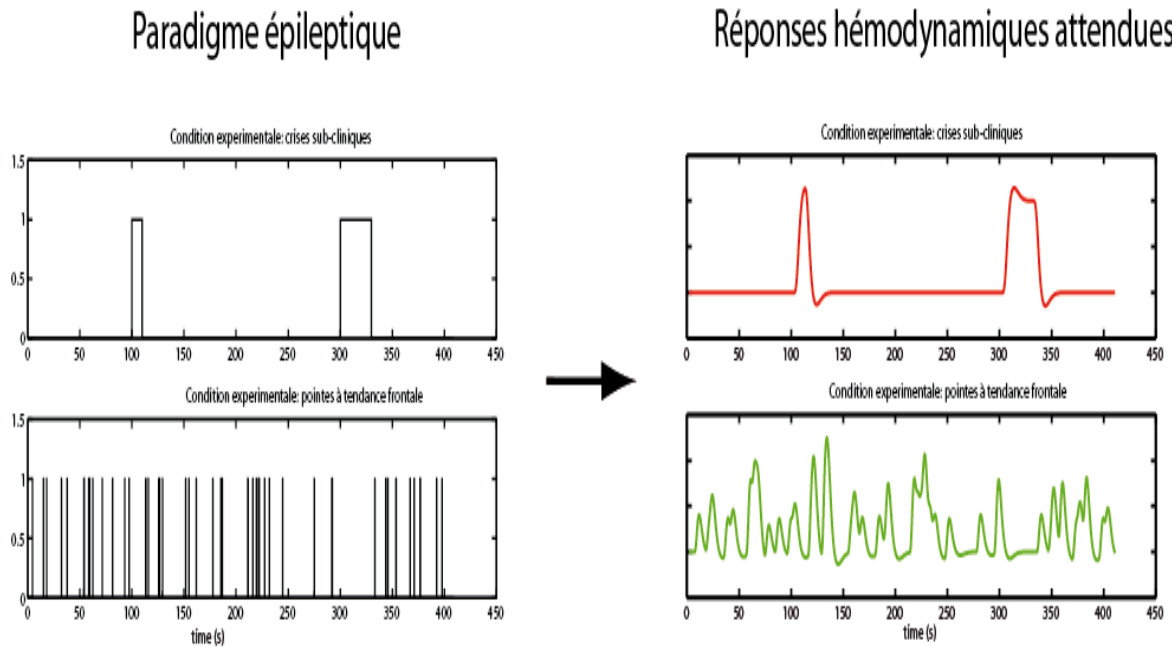 Paradigme épileptique
Réponses hémodynamiques attendues
Condition experimentale: crises sub-cliniques
1.5
1
0.5
0
0 50 100 150 200 250 300 350 400 450
Condition experimentale: pointes à tendance frontale
1.5
1
0.5
0
0 50 100 150 200 250 300 350 400 450
time (s)
Condition experimentale: crises sub-cliniques
0 50 100 150 200 250 300 350 400 450
Condition experimentale: pointes à tendance frontale
0 50 100 150 200 250 300 350 400 450
time (s)